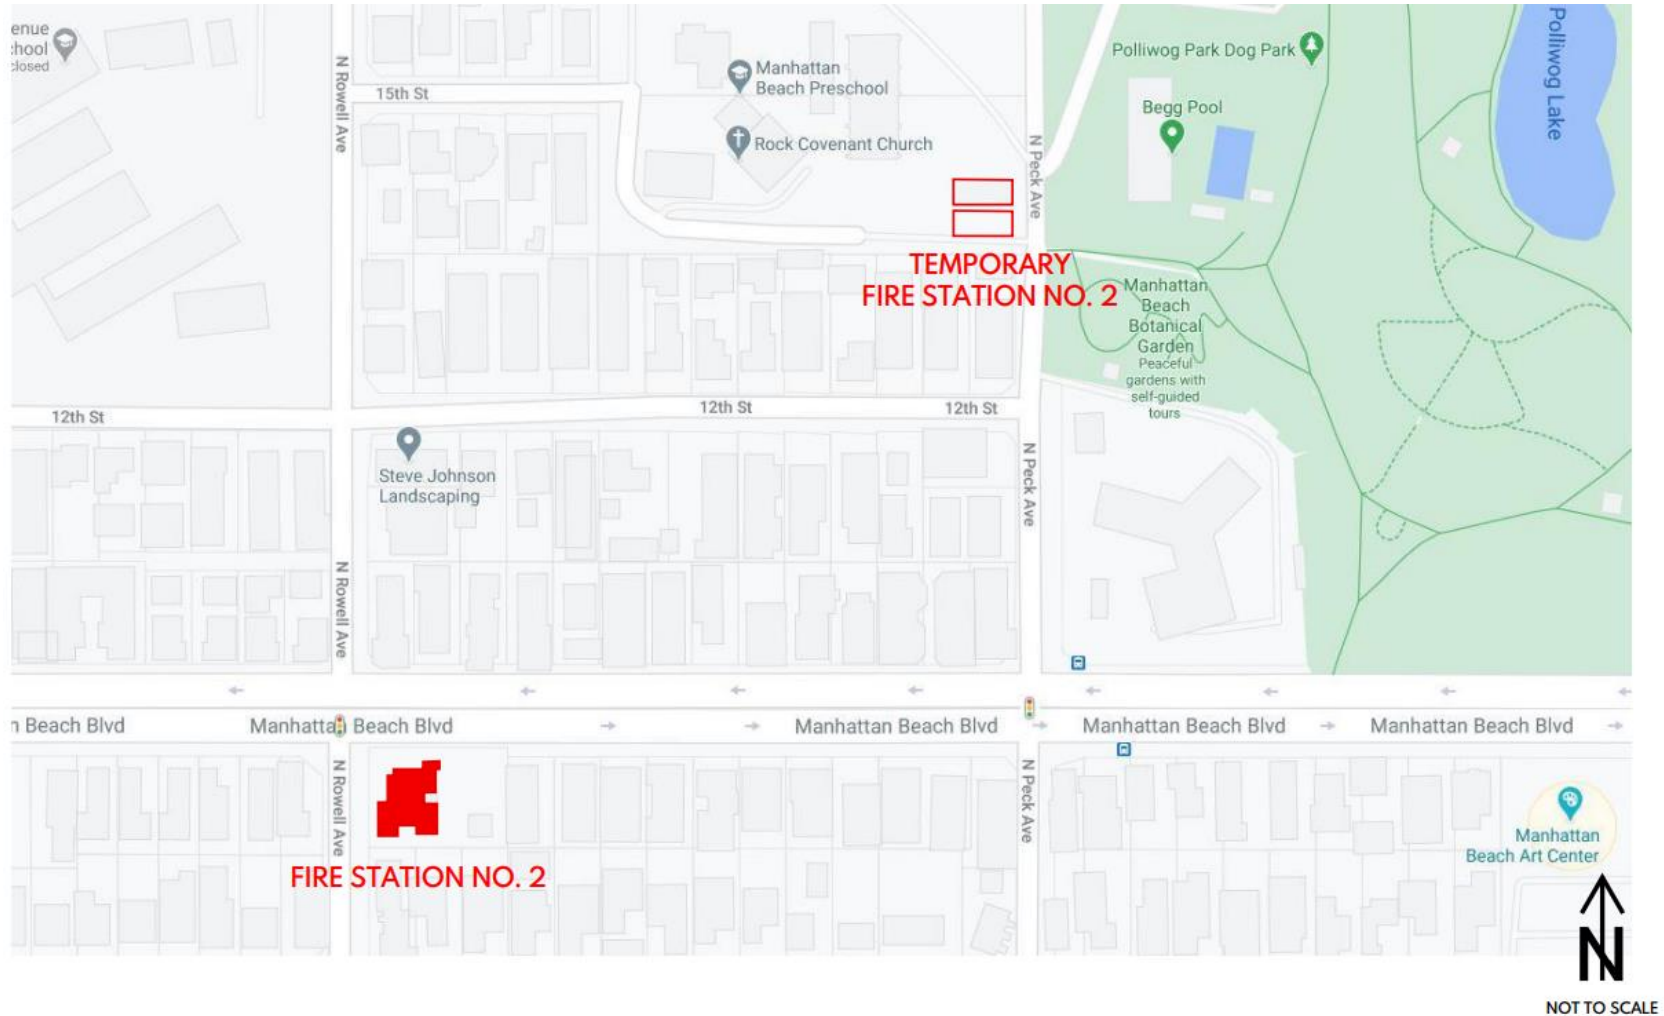 enue
chool
closed
N Rowell Ave
15th St
Manhattan
Beach Preschool
Rock Covenant Church
N Peck Ave
Polliwog Park Dog Park
Begg Pool
Polliwog Lake
TEMPORARY
FIRE STATION NO. 2
Manhattan
Beach
Botanical
Garden
Peaceful
gardens with
self-guided
tours
12th St
12th St
12th St
Steve Johnson
Landscaping
N Peck Ave
N Rowell Ave
n Beach Blvd
Manhattan Beach Blvd
Manhattan Beach Blvd
Manhattan Beach Blvd
Manhattan Beach Blvd
N Rowell Ave
N Peck Ave
FIRE STATION NO. 2
Manhattan
Beach Art Center
N
NOT TO SCALE